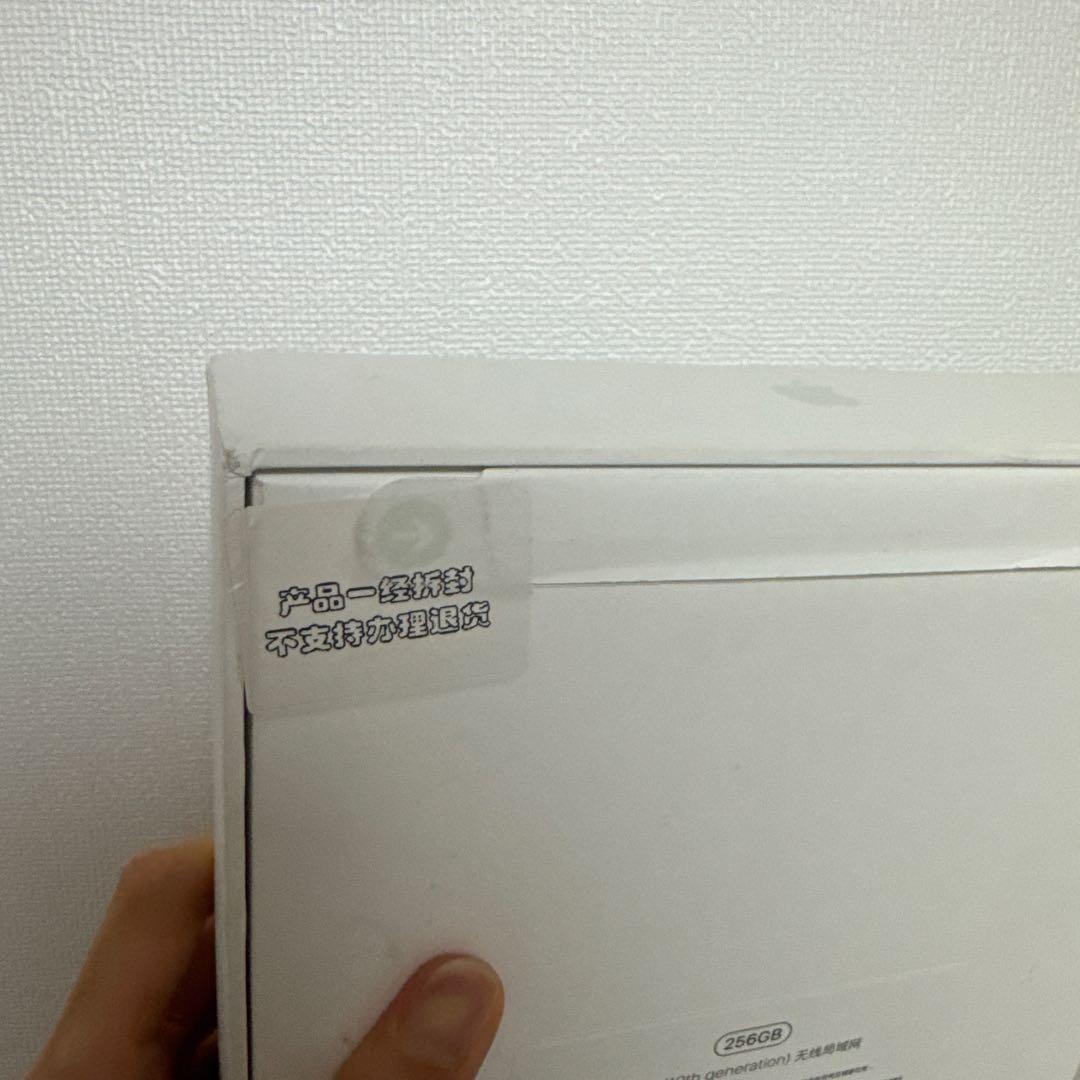 产品一经拆封
不支持办理退货
256GB
(10th generation) 无线局域网